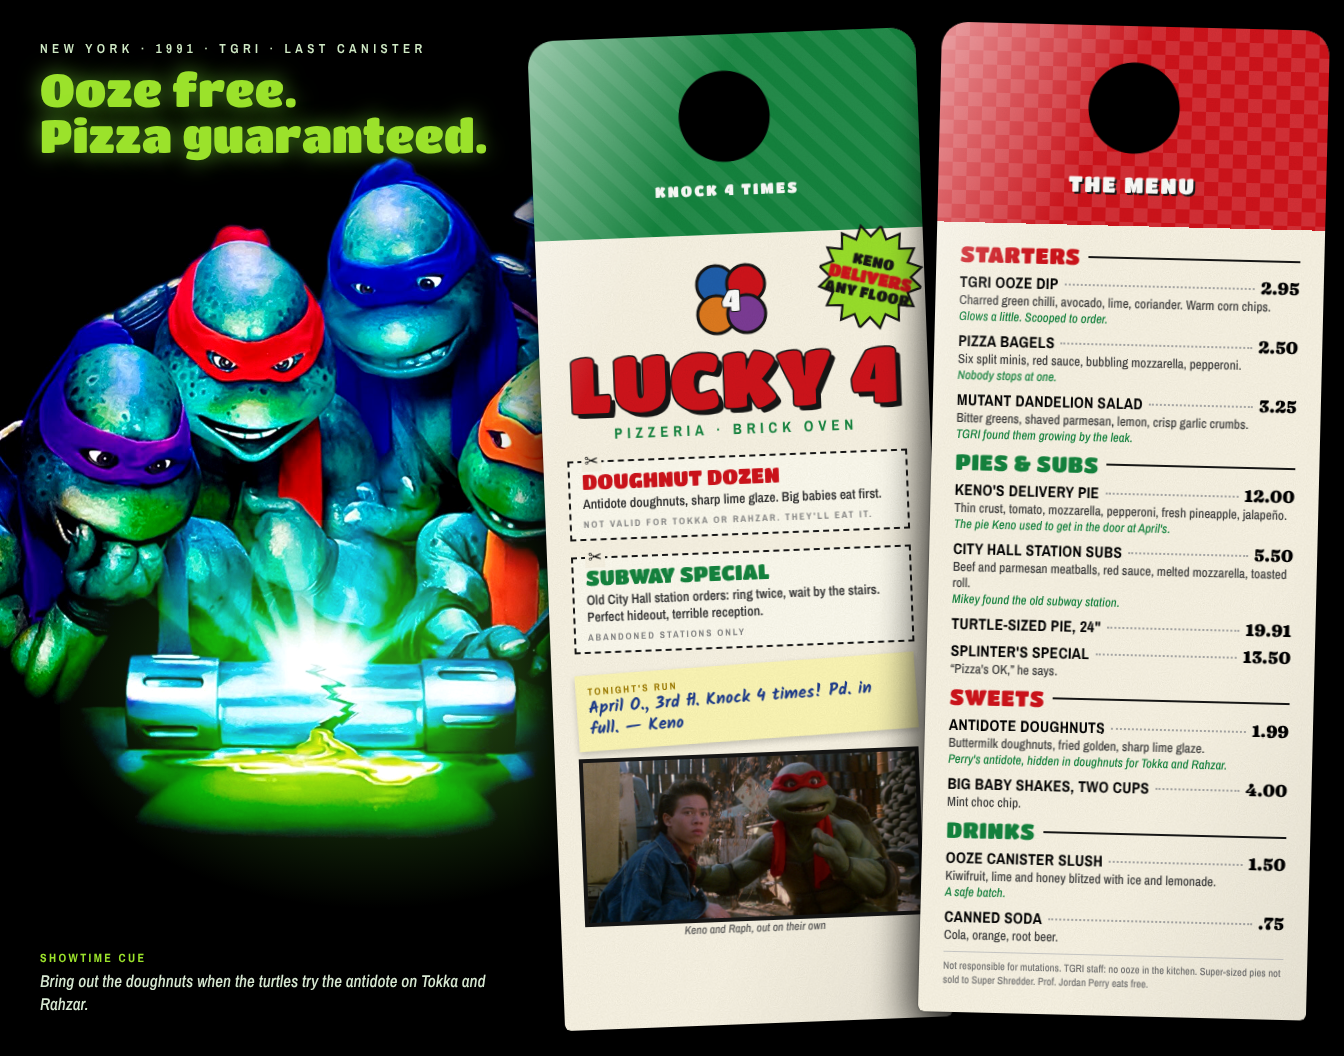 NEW YORK · 1991 · TGRI · LAST CANISTER
Ooze free.
Pizza guaranteed.
SHOWTIME CUE
Bring out the doughnuts when the turtles try the antidote on Tokka and
Rahzar.
KNOCK 4 TIMES
KENO
DELIVERS
ANY FLOOR
4
LUCKY 4
PIZZERIA · BRICK OVEN
DOUGHNUT DOZEN
Antidote doughnuts, sharp lime glaze. Big babies eat first.
NOT VALID FOR TOKKA OR RAHZAR. THEY'LL EAT IT.
SUBWAY SPECIAL
Old City Hall station orders: ring twice, wait by the stairs.
Perfect hideout, terrible reception.
ABANDONED STATIONS ONLY
TONIGHT'S RUN
April O., 3rd fl. Knock 4 times! Pd. in
full. — Keno
Keno and Raph, out on their own
THE MENU
STARTERS
TGRI OOZE DIP 2.95
Charred green chilli, avocado, lime, coriander. Warm corn chips.
Glows a little. Scooped to order.
PIZZA BAGELS 2.50
Six split minis, red sauce, bubbling mozzarella, pepperoni.
Nobody stops at one.
MUTANT DANDELION SALAD 3.25
Bitter greens, shaved parmesan, lemon, crisp garlic crumbs.
TGRI found them growing by the leak.
PIES & SUBS
KENO'S DELIVERY PIE 12.00
Thin crust, tomato, mozzarella, pepperoni, fresh pineapple, jalapeño.
The pie Keno used to get in the door at April's.
CITY HALL STATION SUBS 5.50
Beef and parmesan meatballs, red sauce, melted mozzarella, toasted
roll.
Mikey found the old subway station.
TURTLE-SIZED PIE, 24" 19.91
SPLINTER'S SPECIAL 13.50
“Pizza's OK,” he says.
SWEETS
ANTIDOTE DOUGHNUTS 1.99
Buttermilk doughnuts, fried golden, sharp lime glaze.
Perry's antidote, hidden in doughnuts for Tokka and Rahzar.
BIG BABY SHAKES, TWO CUPS 4.00
Mint choc chip.
DRINKS
OOZE CANISTER SLUSH 1.50
Kiwifruit, lime and honey blitzed with ice and lemonade.
A safe batch.
CANNED SODA .75
Cola, orange, root beer.
Not responsible for mutations. TGRI staff: no ooze in the kitchen. Super-sized pies not
sold to Super Shredder. Prof. Jordan Perry eats free.